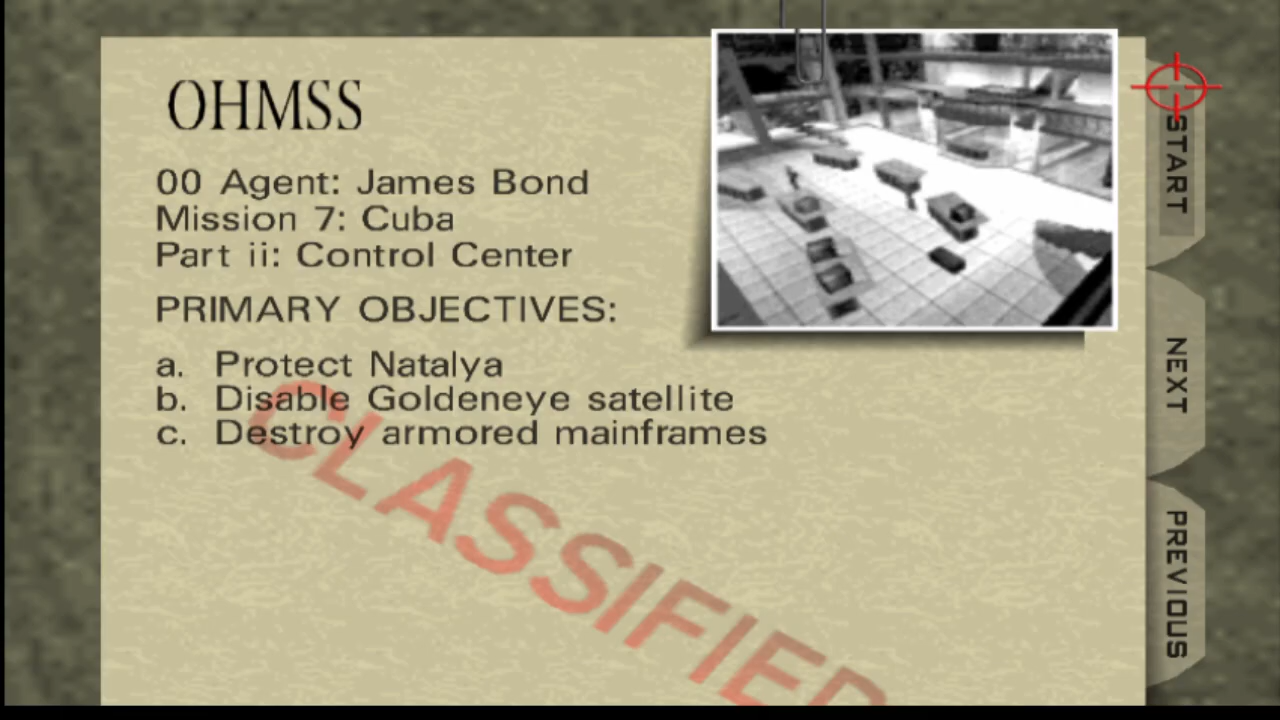 OHMSS
00 Agent: James Bond
Mission 7: Cuba
Part ii: Control Center
PRIMARY OBJECTIVES:
a. Protect Natalya
b. Disable Goldeneye satellite
c. Destroy armored mainframes
CLASSIFIED
START
NEXT
PREVIOUS